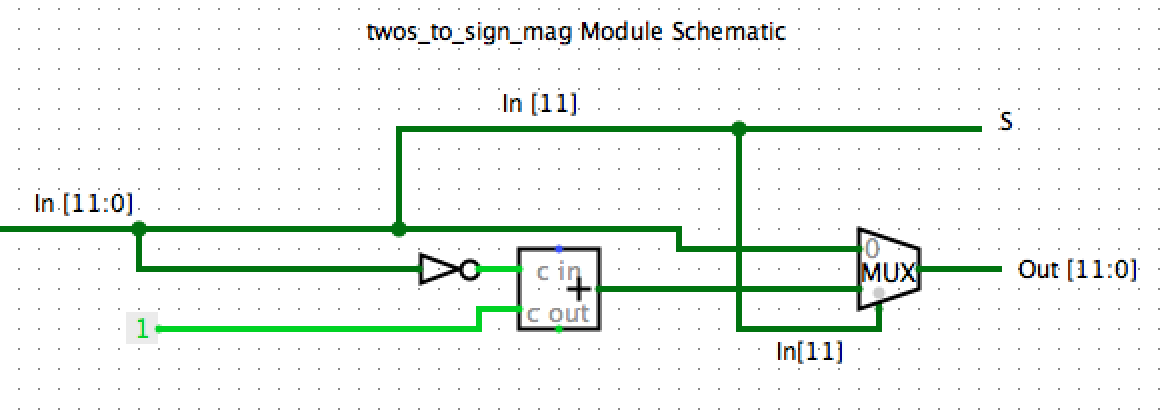 twos_to_sign_mag Module Schematic
In [11]
S
In [11:0]
0
c in
MUX
Out [11:0]
+
c out
1
In[11]